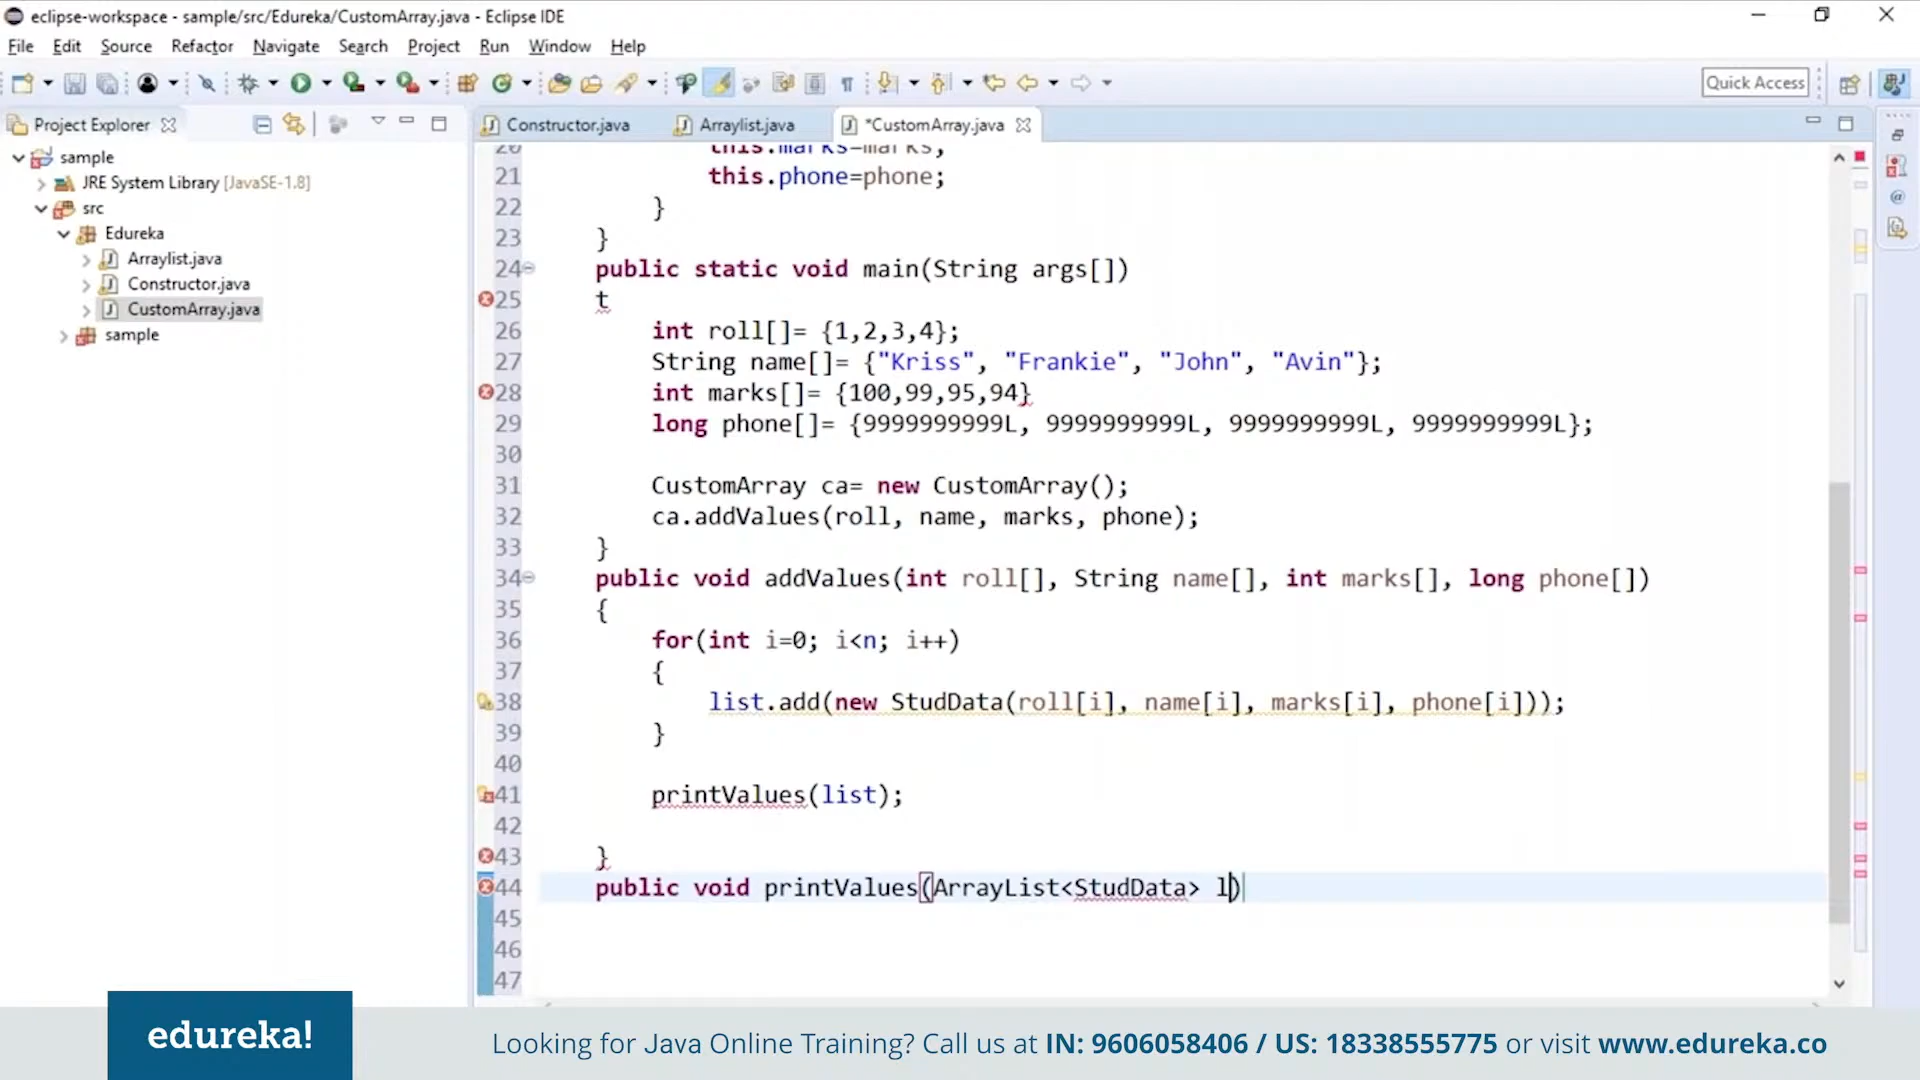 eclipse-workspace - sample/src/Edureka/CustomArray.java - Eclipse IDE
File Edit Source Refactor Navigate Search Project Run Window Help
Quick Access
Project Explorer
Constructor.java Arraylist.java *CustomArray.java
sample
JRE System Library [JavaSE-1.8]
src
Edureka
Arraylist.java
Constructor.java
CustomArray.java
sample
20 this.marks=marks;
21 this.phone=phone;
22 }
23 }
24 public static void main(String args[])
25 t
26 int roll[]= {1,2,3,4};
27 String name[]= {"Kriss", "Frankie", "John", "Avin"};
28 int marks[]= {100,99,95,94}
29 long phone[]= {9999999999L, 9999999999L, 9999999999L, 9999999999L};
30
31 CustomArray ca= new CustomArray();
32 ca.addValues(roll, name, marks, phone);
33 }
34 public void addValues(int roll[], String name[], int marks[], long phone[])
35 {
36 for(int i=0; i<n; i++)
37 {
38 list.add(new StudData(roll[i], name[i], marks[i], phone[i]));
39 }
40
41 printValues(list);
42
43 }
44 public void printValues(ArrayList<StudData> l)
45
46
47
edureka!
Looking for Java Online Training? Call us at IN: 9606058406 / US: 18338555775 or visit www.edureka.co